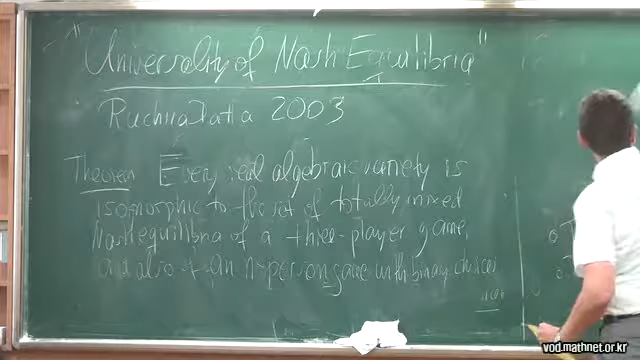 "Universality of Nash Equilibria"
Ruchira Datta 2003
Theorem Every real algebraic variety is
isomorphic to the set of totally mixed
Nash equilibria of a three-player game,
and also of an n-person game with binary choices
vod.mathnet.or.kr